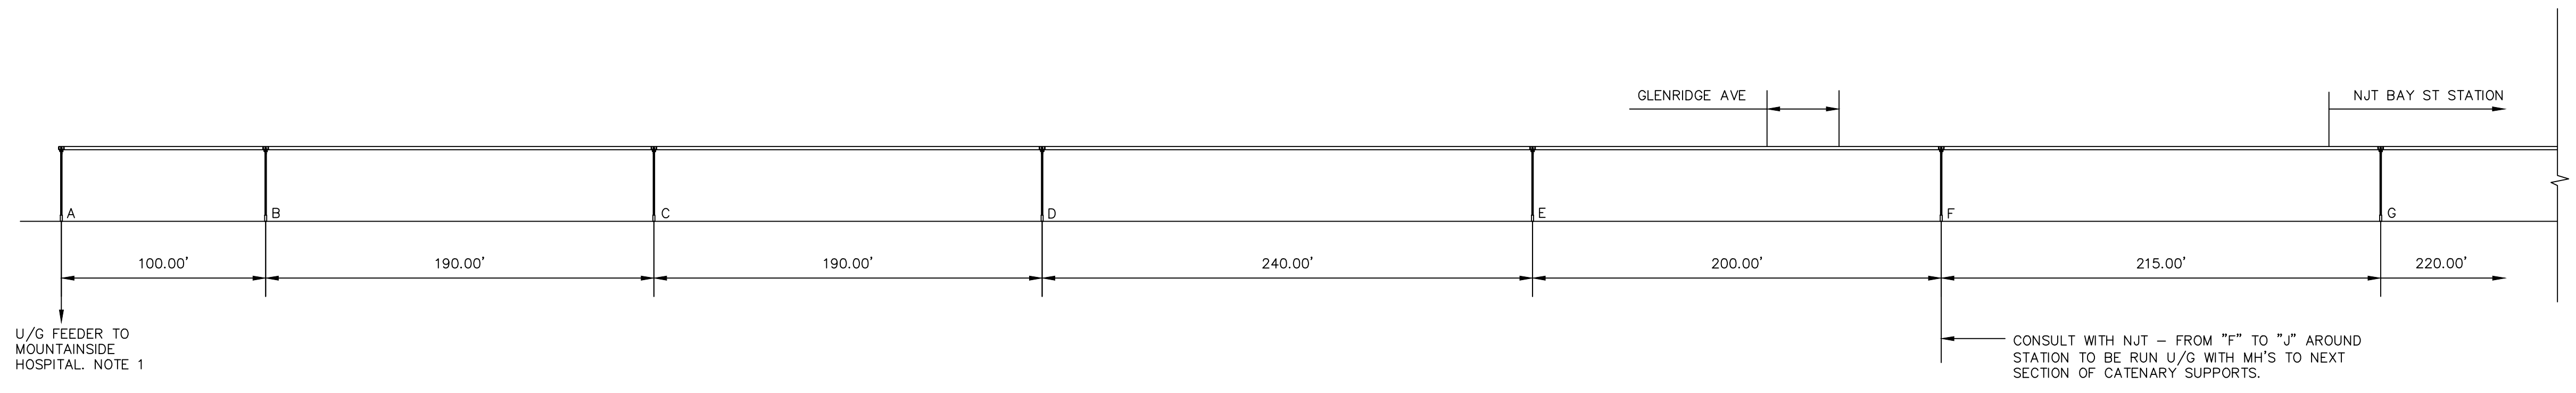 GLENRIDGE AVE
NJT BAY ST STATION
A
B
C
D
E
F
G
100.00'
190.00'
190.00'
240.00'
200.00'
215.00'
220.00'
U/G FEEDER TO
MOUNTAINSIDE
HOSPITAL. NOTE 1
CONSULT WITH NJT – FROM "F" TO "J" AROUND
STATION TO BE RUN U/G WITH MH'S TO NEXT
SECTION OF CATENARY SUPPORTS.